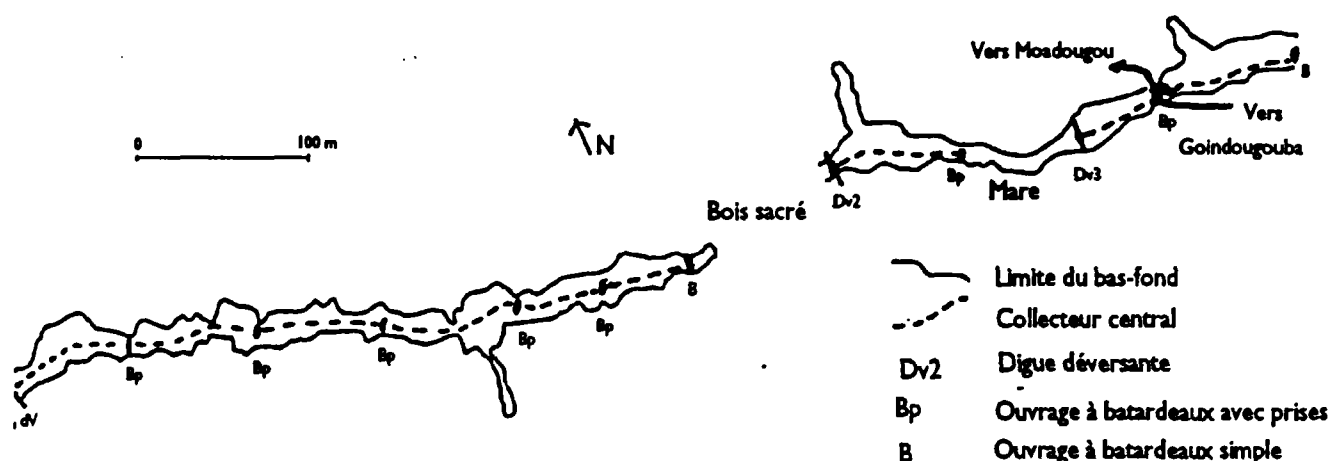 Vers Moadougou
B
0 100 m
N
Bp
Vers
Goindougouba
Bp
Dv3
Dv2
Mare
Bois sacré
B
Bp
Bp
Bp
Bp
Bp
dV
Limite du bas-fond
Collecteur central
Dv2 Digue déversante
Bp Ouvrage à batardeaux avec prises
B Ouvrage à batardeaux simple